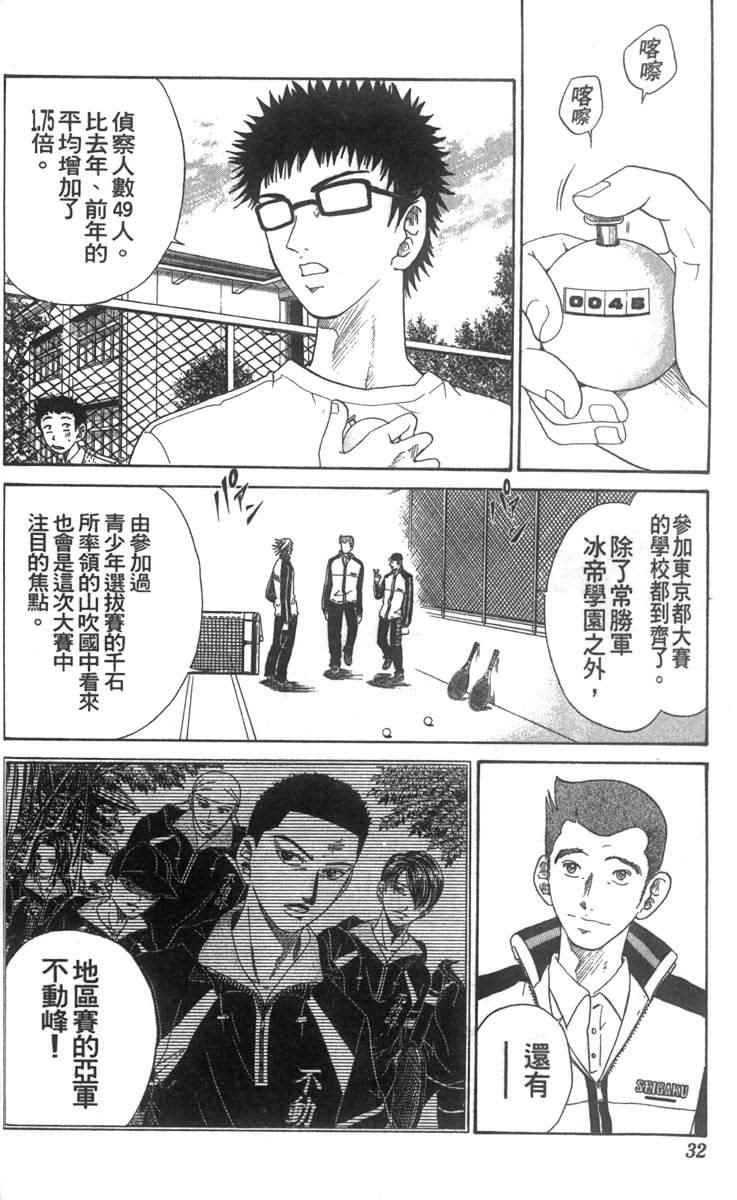 喀嚓
喀嚓
0045
偵察人數49人。
比去年、前年的
平均增加了
1.75倍。
參加東京都大賽
的學校都到齊了。
除了常勝軍
冰帝學園之外,
由參加過
青少年選拔賽的千石
所率領的山吹國中看來
也會是這次大賽中
注目的焦點。
還有
——
SEIGAKU
地區賽的亞軍
不動峰!
不動
32